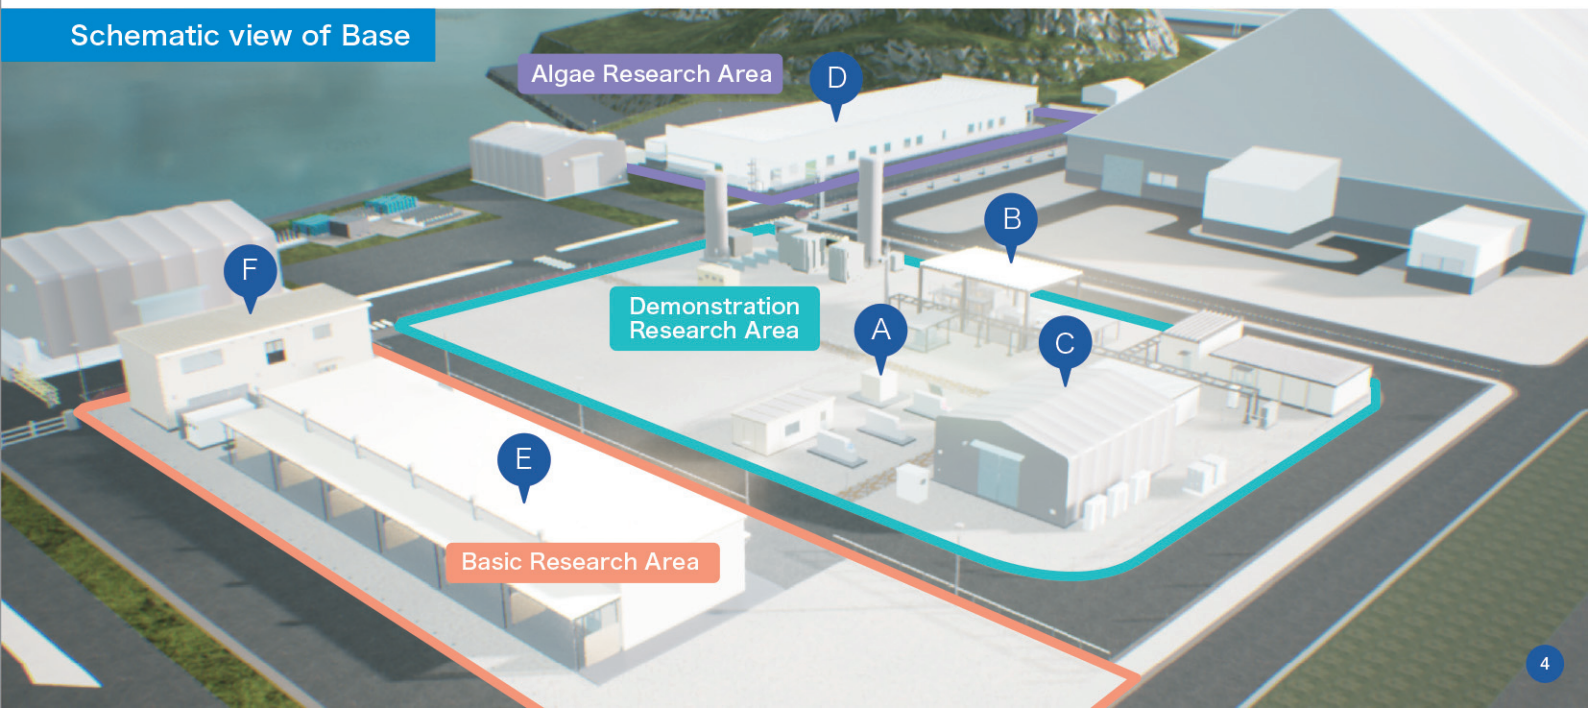 Schematic view of Base
Algae Research Area
D
B
F
Demonstration
Research Area
A
C
E
Basic Research Area
4